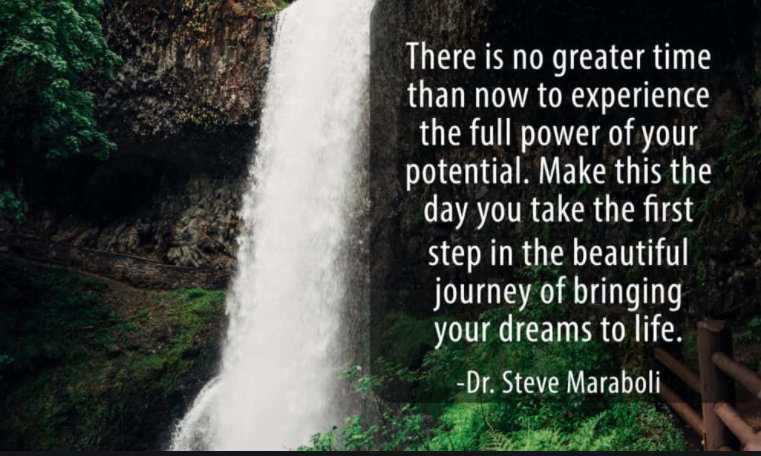 There is no greater time
than now to experience
the full power of your
potential. Make this the
day you take the first
step in the beautiful
journey of bringing
your dreams to life.
-Dr. Steve Maraboli